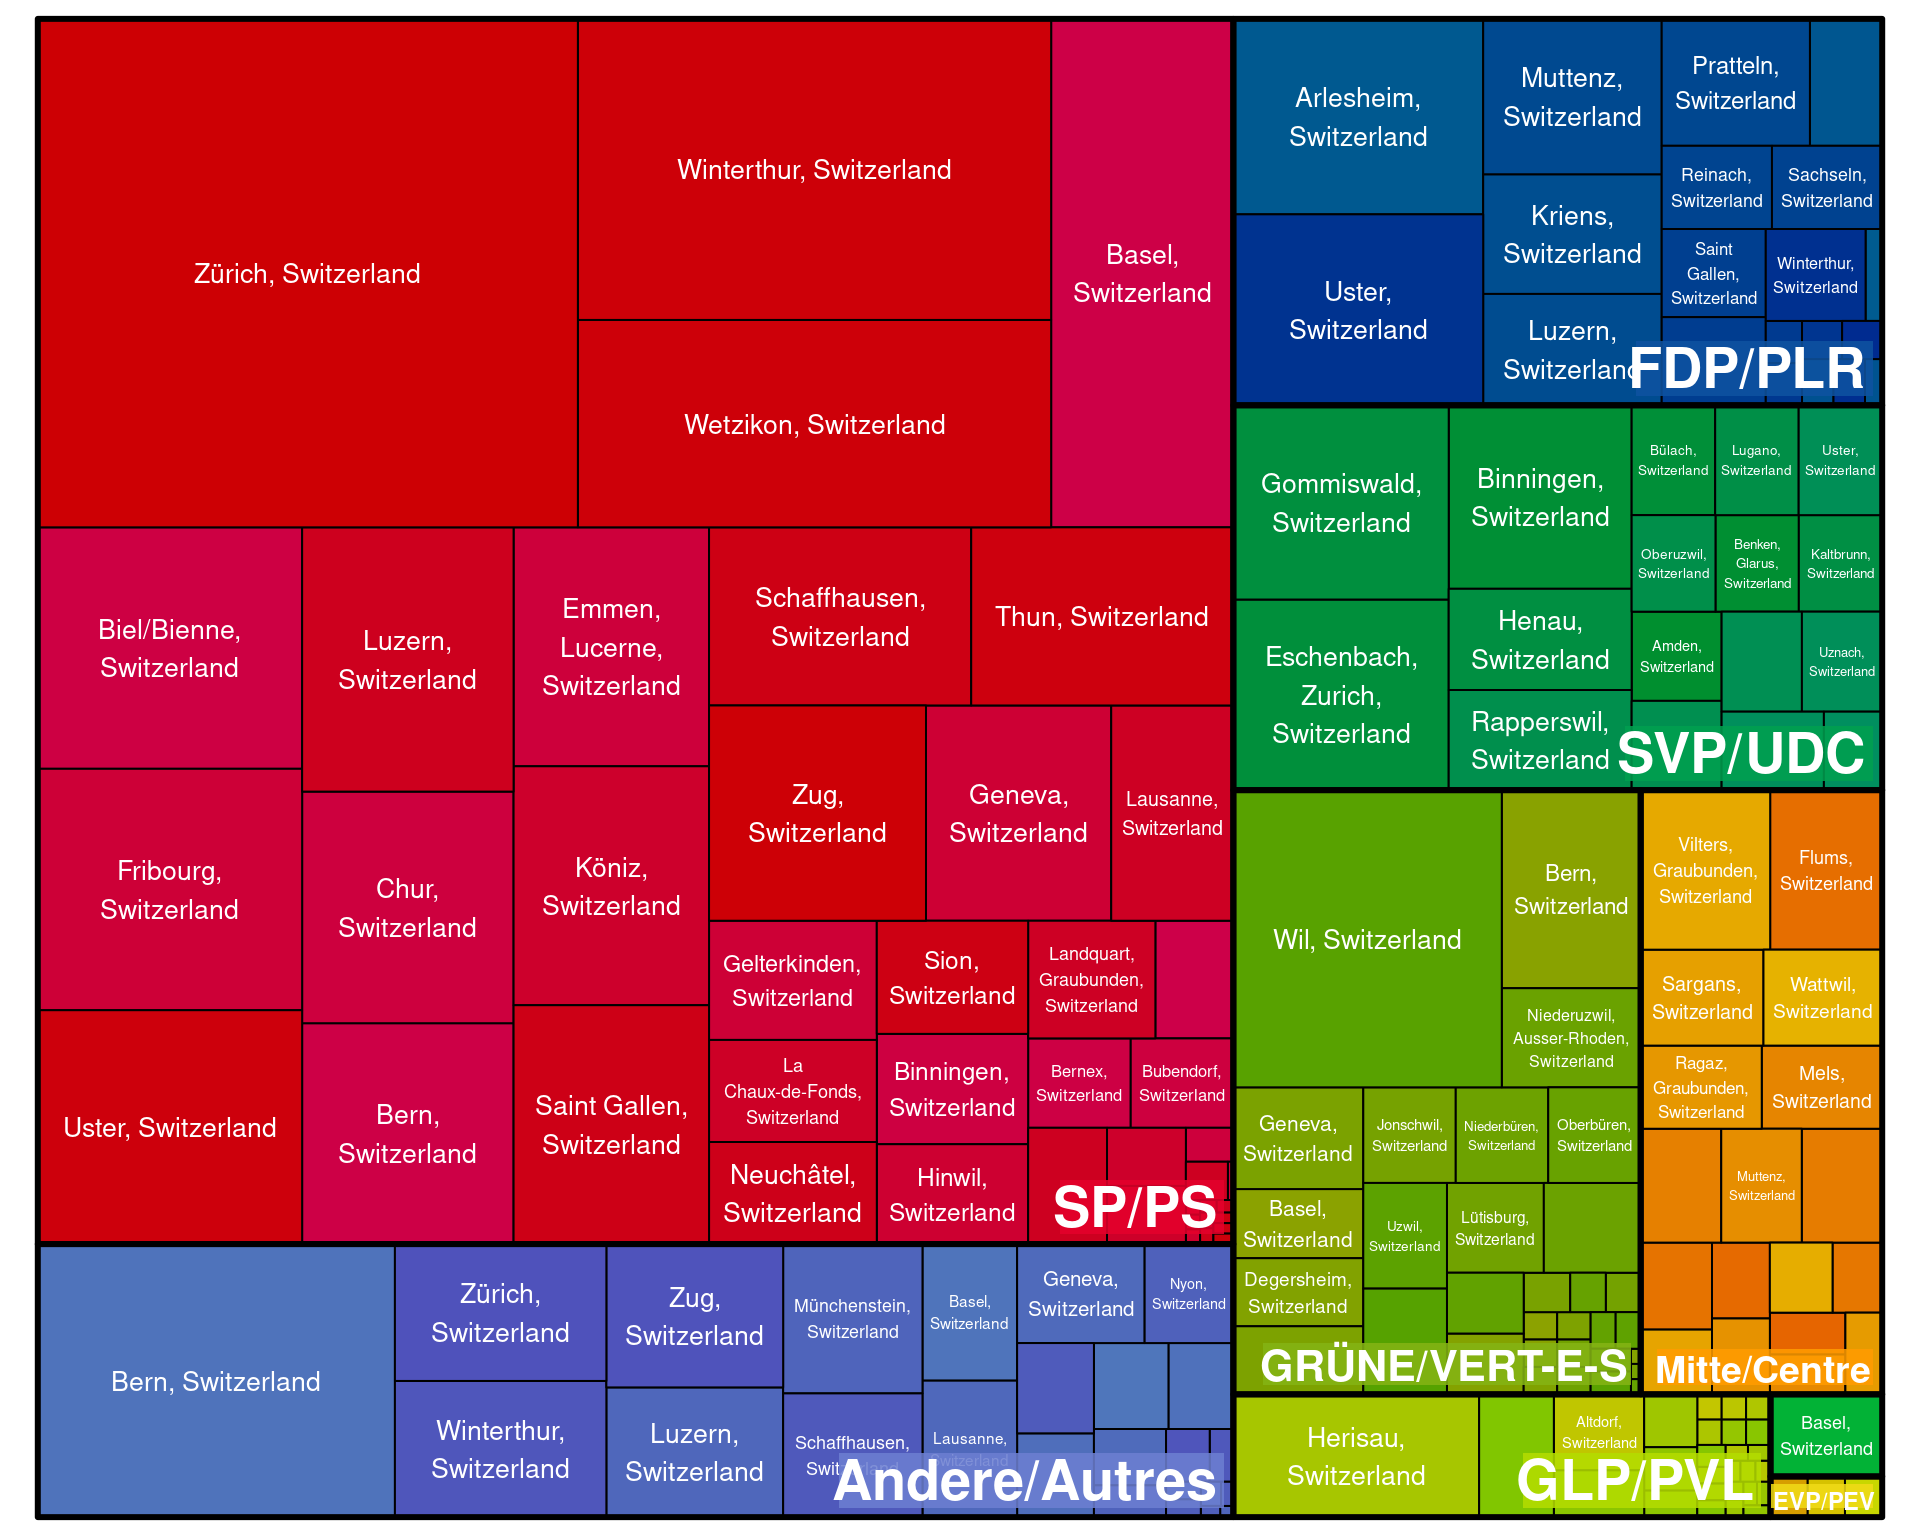 Zürich, Switzerland
Winterthur, Switzerland
Wetzikon, Switzerland
Basel,
Switzerland
Biel/Bienne,
Switzerland
Fribourg,
Switzerland
Uster, Switzerland
Luzern,
Switzerland
Chur,
Switzerland
Bern,
Switzerland
Emmen,
Lucerne,
Switzerland
Köniz,
Switzerland
Saint Gallen,
Switzerland
Schaffhausen,
Switzerland
Thun, Switzerland
Zug,
Switzerland
Geneva,
Switzerland
Lausanne,
Switzerland
Gelterkinden,
Switzerland
La
Chaux-de-Fonds,
Switzerland
Neuchâtel,
Switzerland
Sion,
Switzerland
Binningen,
Switzerland
Hinwil,
Switzerland
Landquart,
Graubunden,
Switzerland
Bernex,
Switzerland
Bubendorf,
Switzerland
SP/PS
Bern, Switzerland
Zürich,
Switzerland
Winterthur,
Switzerland
Zug,
Switzerland
Luzern,
Switzerland
Münchenstein,
Switzerland
Schaffhausen,
Switzerland
Basel,
Switzerland
Lausanne,
Switzerland
Geneva,
Switzerland
Nyon,
Switzerland
Andere/Autres
Arlesheim,
Switzerland
Uster,
Switzerland
Muttenz,
Switzerland
Kriens,
Switzerland
Luzern,
Switzerland
Pratteln,
Switzerland
Reinach,
Switzerland
Sachseln,
Switzerland
Saint
Gallen,
Switzerland
Winterthur,
Switzerland
FDP/PLR
Gommiswald,
Switzerland
Eschenbach,
Zurich,
Switzerland
Binningen,
Switzerland
Henau,
Switzerland
Rapperswil,
Switzerland
Bülach,
Switzerland
Lugano,
Switzerland
Uster,
Switzerland
Oberuzwil,
Switzerland
Benken,
Glarus,
Switzerland
Kaltbrunn,
Switzerland
Amden,
Switzerland
Uznach,
Switzerland
SVP/UDC
Wil, Switzerland
Bern,
Switzerland
Niederuzwil,
Ausser-Rhoden,
Switzerland
Geneva,
Switzerland
Basel,
Switzerland
Degersheim,
Switzerland
Jonschwil,
Switzerland
Niederbüren,
Switzerland
Oberbüren,
Switzerland
Uzwil,
Switzerland
Lütisburg,
Switzerland
GRÜNE/VERT-E-S
Vilters,
Graubunden,
Switzerland
Flums,
Switzerland
Sargans,
Switzerland
Wattwil,
Switzerland
Ragaz,
Graubunden,
Switzerland
Mels,
Switzerland
Muttenz,
Switzerland
Mitte/Centre
Herisau,
Switzerland
Altdorf,
Switzerland
GLP/PVL
Basel,
Switzerland
EVP/PEV